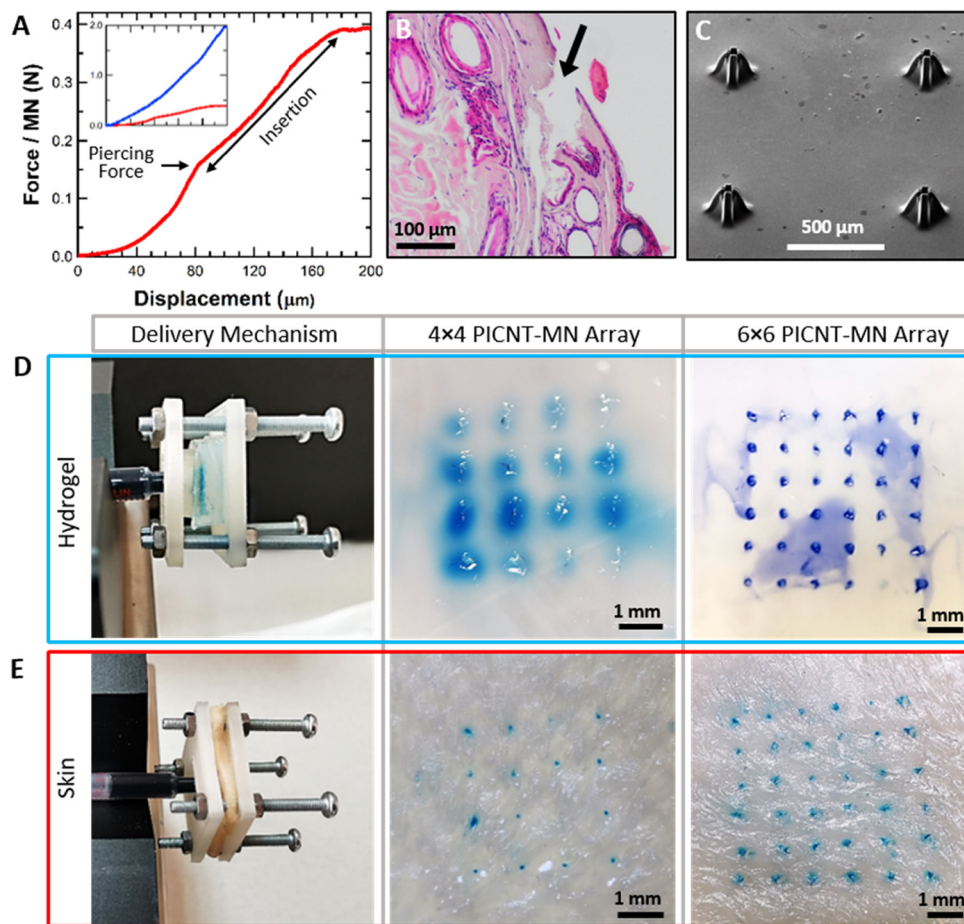 A
0.4
0.3
0.2
0.1
0.0
Force / MN (N)
2.0
1.0
0.0
Piercing
Force
Insertion
0
40
80
120
160
200
Displacement (µm)
B
100 µm
C
500 µm
Delivery Mechanism
4×4 PICNT-MN Array
6×6 PICNT-MN Array
D
Hydrogel
LIN
1 mm
1 mm
E
Skin
1 mm
1 mm